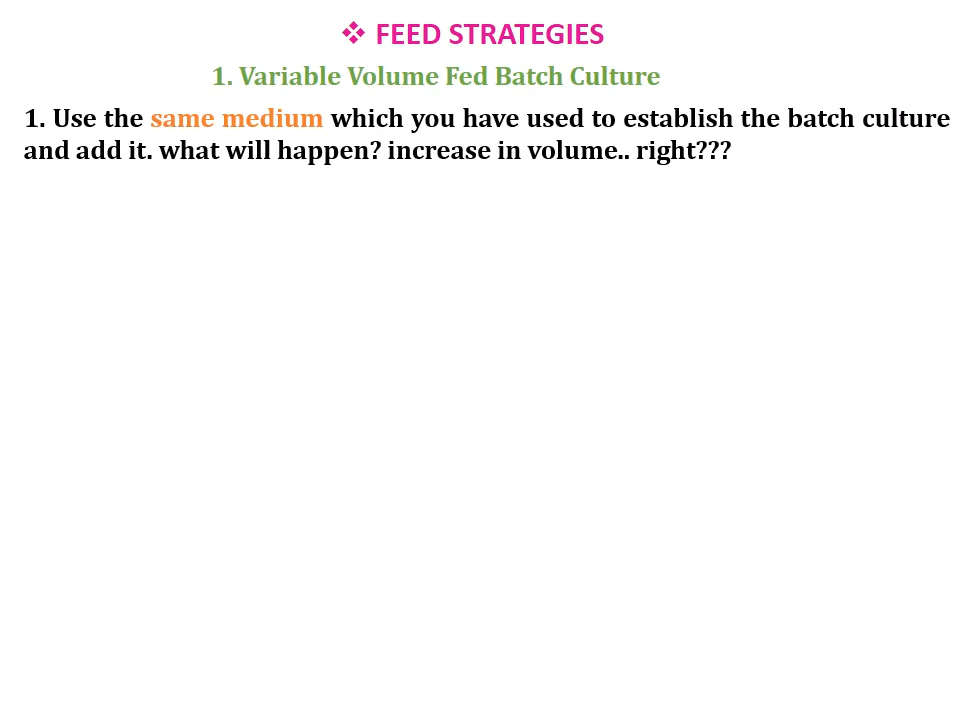 ❖ FEED STRATEGIES
1. Variable Volume Fed Batch Culture
1. Use the same medium which you have used to establish the batch culture
and add it. what will happen? increase in volume.. right???